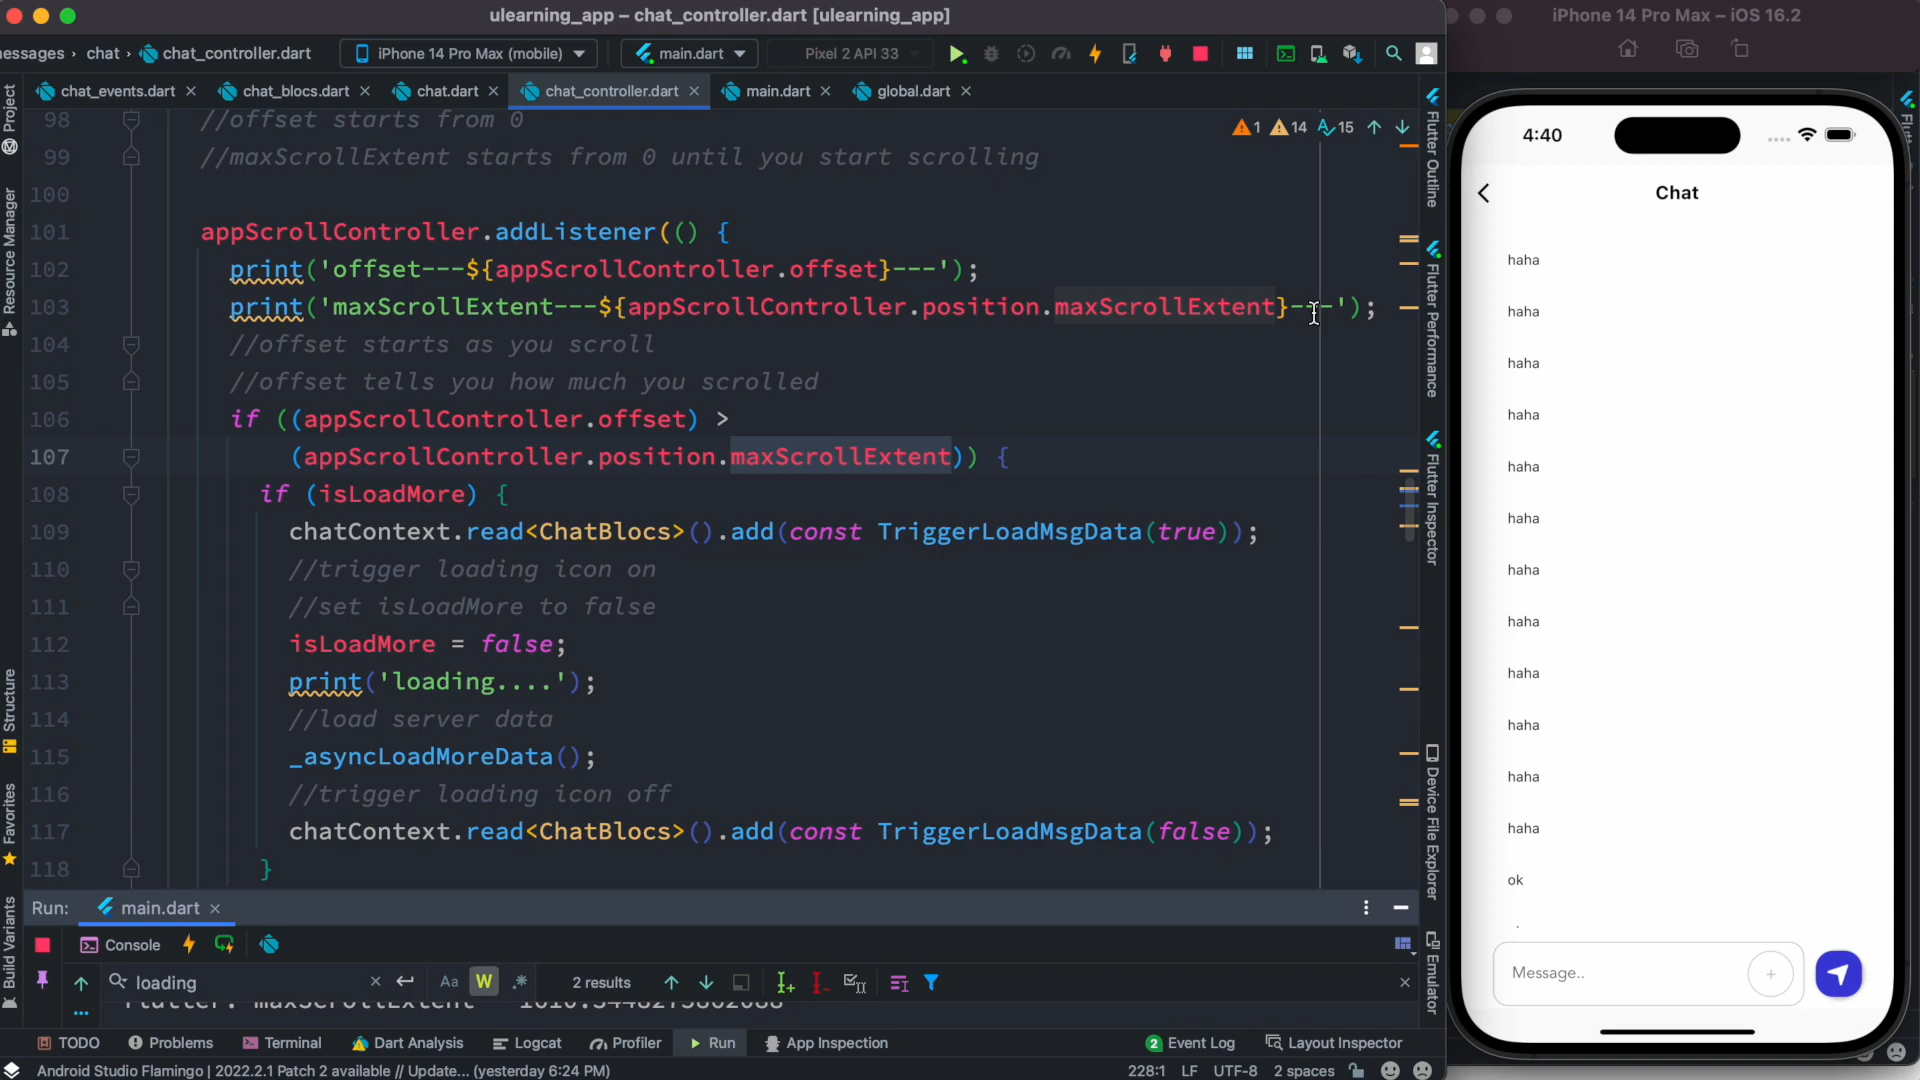 ulearning_app – chat_controller.dart [ulearning_app]
iPhone 14 Pro Max – iOS 16.2
essages › chat › chat_controller.dart
iPhone 14 Pro Max (mobile)
main.dart
Pixel 2 API 33
chat_events.dart
chat_blocs.dart
chat.dart
chat_controller.dart
main.dart
global.dart
98 //offset starts from 0
1 14 15
99 //maxScrollExtent starts from 0 until you start scrolling
100
101 appScrollController.addListener(() {
102 print('offset---${appScrollController.offset}---');
103 print('maxScrollExtent---${appScrollController.position.maxScrollExtent}---');
104 //offset starts as you scroll
105 //offset tells you how much you scrolled
106 if ((appScrollController.offset) >
107 (appScrollController.position.maxScrollExtent)) {
108 if (isLoadMore) {
109 chatContext.read<ChatBlocs>().add(const TriggerLoadMsgData(true));
110 //trigger loading icon on
111 //set isLoadMore to false
112 isLoadMore = false;
113 print('loading....');
114 //load server data
115 _asyncLoadMoreData();
116 //trigger loading icon off
117 chatContext.read<ChatBlocs>().add(const TriggerLoadMsgData(false));
118 }
Project
Resource Manager
Structure
Favorites
Build Variants
Flutter Outline
Flutter Performance
Flutter Inspector
Device File Explorer
Emulator
Run: main.dart
Console
loading
Aa W .* 2 results
flutter: maxScrollExtent---1610.3448275862068
TODO
Problems
Terminal
Dart Analysis
Logcat
Profiler
Run
App Inspection
2 Event Log
Layout Inspector
Android Studio Flamingo | 2022.2.1 Patch 2 available // Update... (yesterday 6:24 PM)
228:1 LF UTF-8 2 spaces
4:40
Chat
haha
haha
haha
haha
haha
haha
haha
haha
haha
haha
haha
haha
ok
Message..